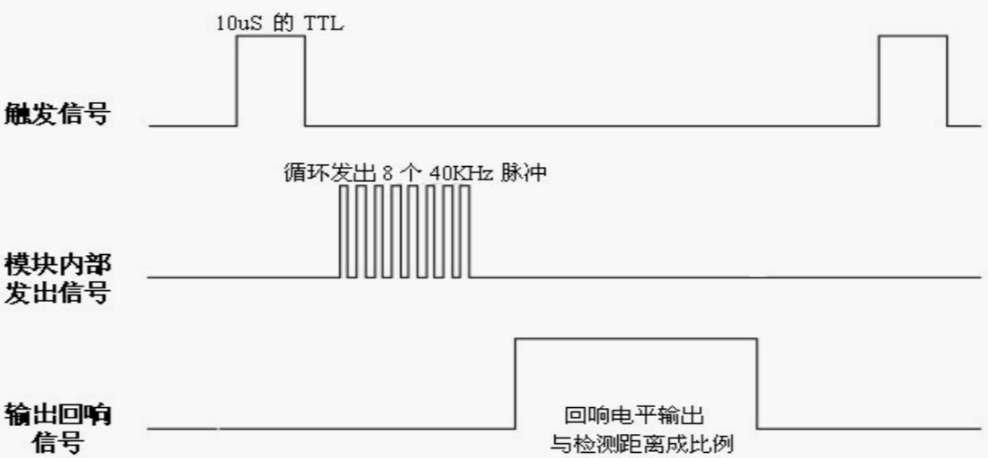 10uS 的 TTL
触发信号
循环发出 8 个 40KHz 脉冲
模块内部
发出信号
输出回响
信号
回响电平输出
与检测距离成比例